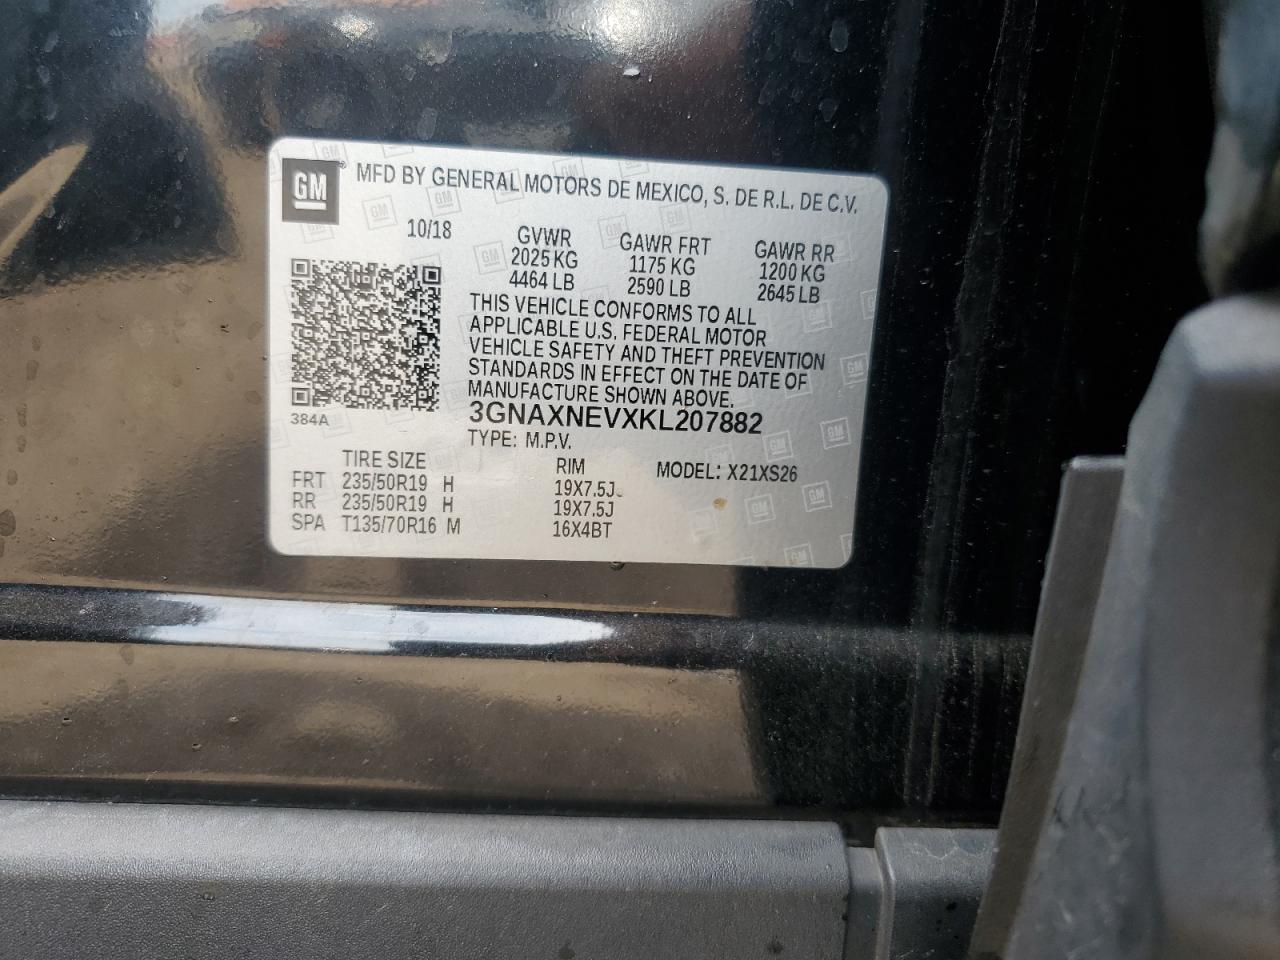 GM ® MFD BY GENERAL MOTORS DE MEXICO, S. DE R.L. DE C.V.
10/18
GVWR GAWR FRT GAWR RR
2025 KG 1175 KG 1200 KG
4464 LB 2590 LB 2645 LB
THIS VEHICLE CONFORMS TO ALL
APPLICABLE U.S. FEDERAL MOTOR
VEHICLE SAFETY AND THEFT PREVENTION
STANDARDS IN EFFECT ON THE DATE OF
MANUFACTURE SHOWN ABOVE.
384A
3GNAXNEVXKL207882
TYPE: M.P.V.
TIRE SIZE RIM MODEL: X21XS26
FRT 235/50R19 H 19X7.5J
RR 235/50R19 H 19X7.5J
SPA T135/70R16 M 16X4BT